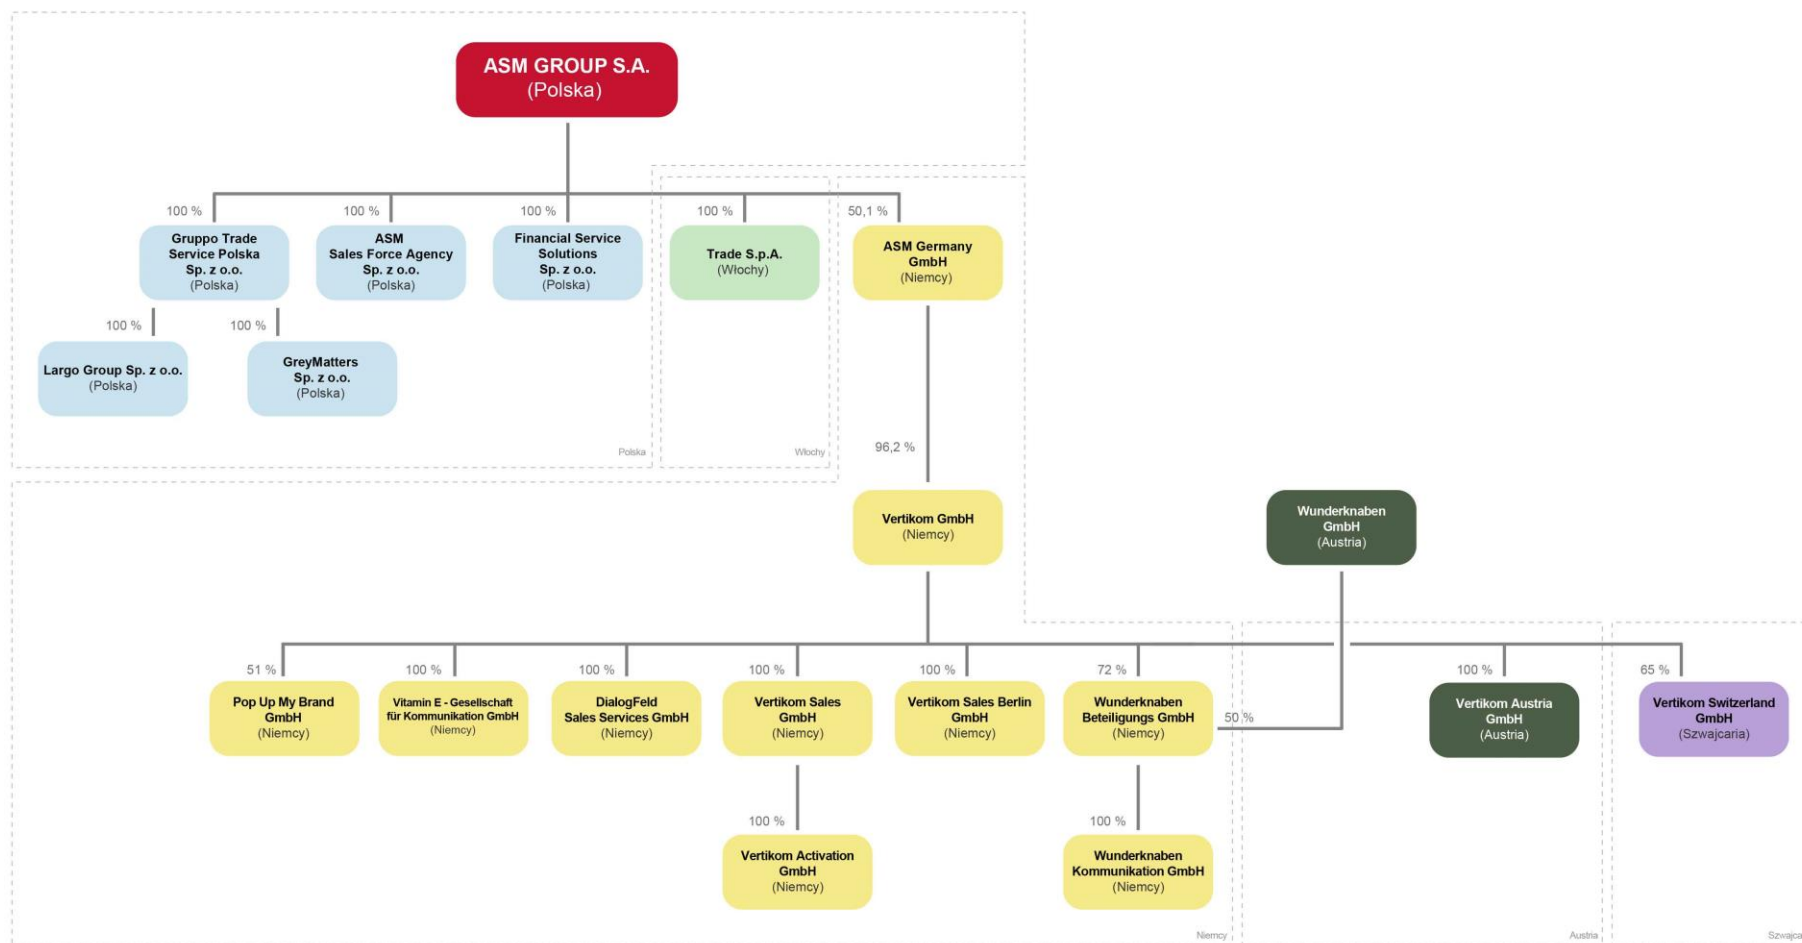 ASM GROUP S.A.
(Polska)
100 %
100 %
100 %
100 %
50,1 %
Gruppo Trade
Service Polska
Sp. z o.o.
(Polska)
ASM
Sales Force Agency
Sp. z o.o.
(Polska)
Financial Service
Solutions
Sp. z o.o.
(Polska)
Trade S.p.A.
(Włochy)
ASM Germany
GmbH
(Niemcy)
100 %
100 %
Largo Group Sp. z o.o.
(Polska)
GreyMatters
Sp. z o.o.
(Polska)
Polska
Włochy
96,2 %
Vertikom GmbH
(Niemcy)
Wunderknaben
GmbH
(Austria)
51 %
100 %
100 %
100 %
100 %
72 %
100 %
65 %
Pop Up My Brand
GmbH
(Niemcy)
Vitamin E - Gesellschaft
für Kommunikation GmbH
(Niemcy)
DialogFeld
Sales Services GmbH
(Niemcy)
Vertikom Sales
GmbH
(Niemcy)
Vertikom Sales Berlin
GmbH
(Niemcy)
Wunderknaben
Beteiligungs GmbH
(Niemcy)
50 %
Vertikom Austria
GmbH
(Austria)
Vertikom Switzerland
GmbH
(Szwajcaria)
100 %
100 %
Vertikom Activation
GmbH
(Niemcy)
Wunderknaben
Kommunikation GmbH
(Niemcy)
Niemcy
Austria
Szwajca